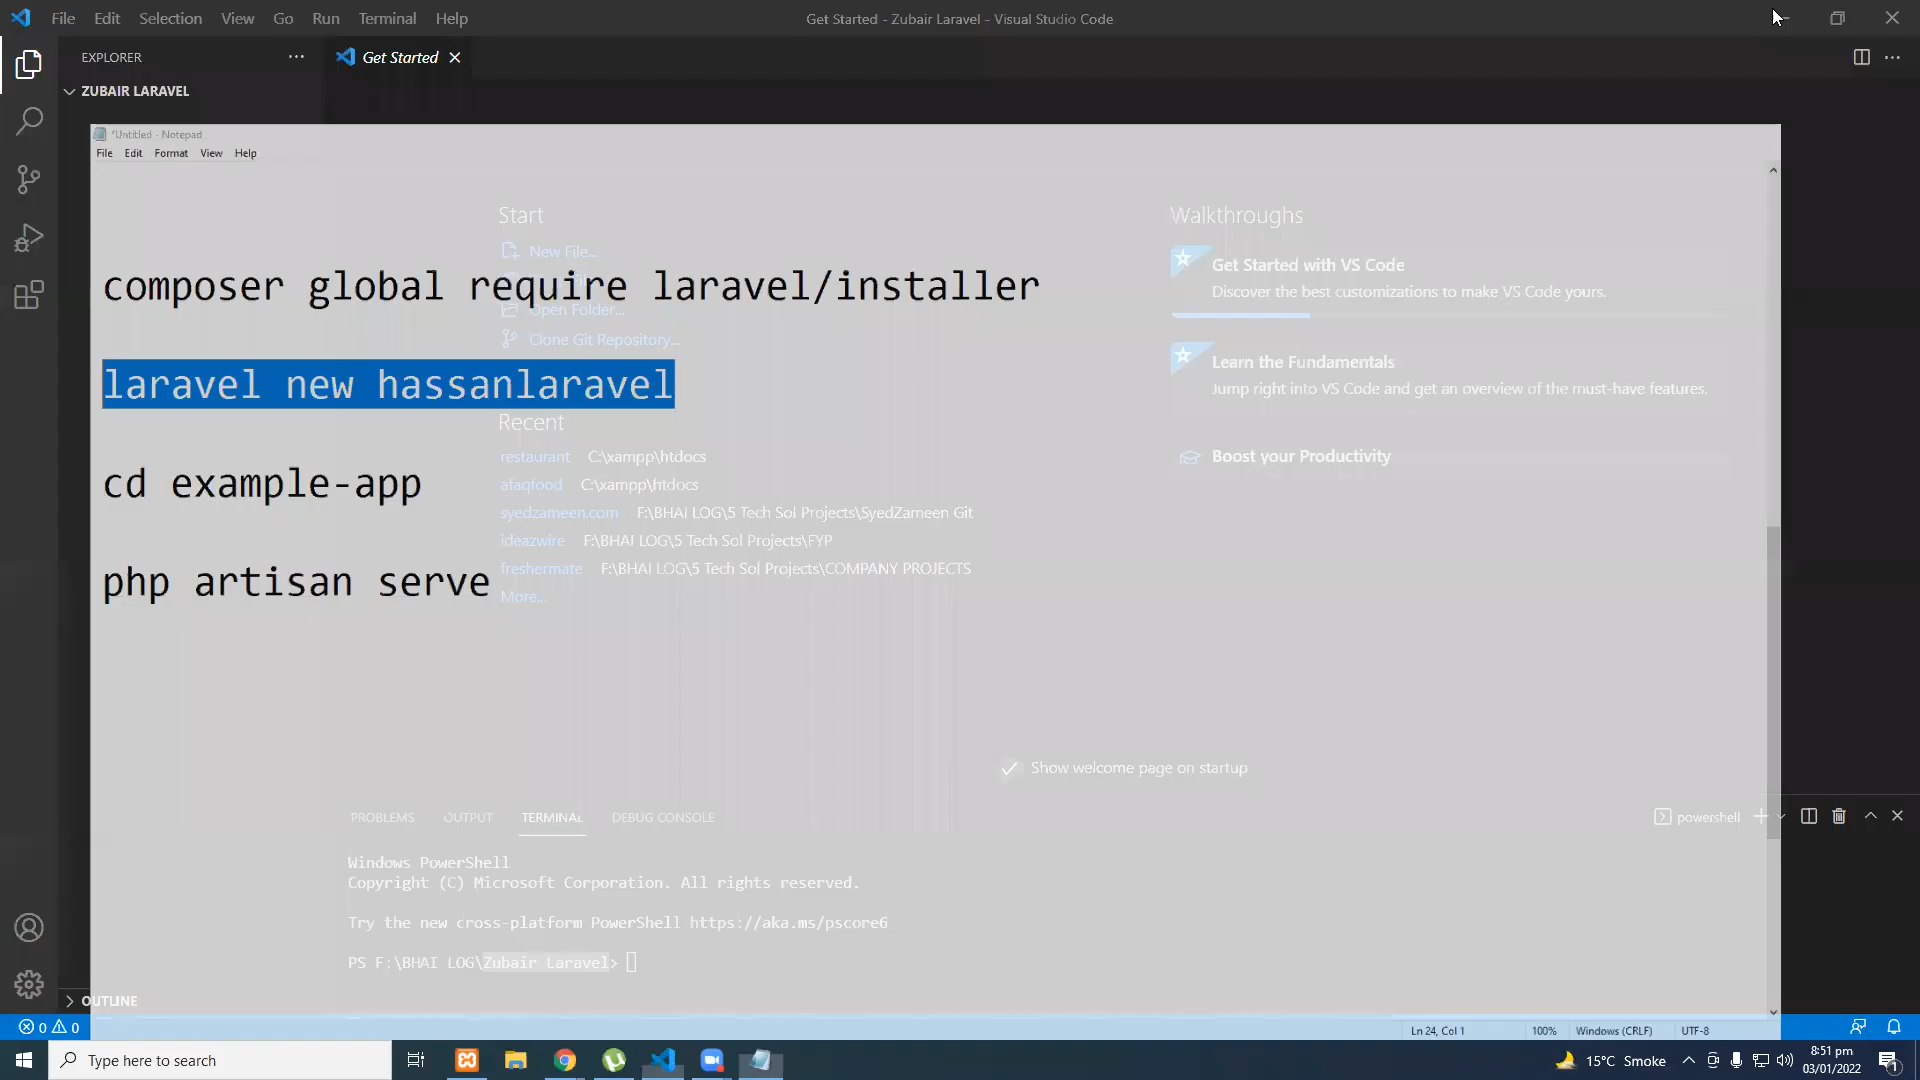 File Edit Selection View Go Run Terminal Help
Get Started - Zubair Laravel - Visual Studio Code
EXPLORER
Get Started
ZUBAIR LARAVEL
*Untitled - Notepad
File Edit Format View Help
Start
New File...
composer global require laravel/installer
Open Folder...
Clone Git Repository...
laravel new hassanlaravel
Recent
restaurant C:\xampp\htdocs
afaqfood C:\xampp\htdocs
cd example-app
syedzameen.com F:\BHAI LOG\5 Tech Sol Projects\SyedZameen Git
ideazwire F:\BHAI LOG\5 Tech Sol Projects\FYP
freshermate F:\BHAI LOG\5 Tech Sol Projects\COMPANY PROJECTS
php artisan serve
More...
Walkthroughs
Get Started with VS Code
Discover the best customizations to make VS Code yours.
Learn the Fundamentals
Jump right into VS Code and get an overview of the must-have features.
Boost your Productivity
Show welcome page on startup
PROBLEMS OUTPUT TERMINAL DEBUG CONSOLE
powershell
Windows PowerShell
Copyright (C) Microsoft Corporation. All rights reserved.
Try the new cross-platform PowerShell https://aka.ms/pscore6
PS F:\BHAI LOG\Zubair Laravel>
OUTLINE
0 0
Ln 24, Col 1 100% Windows (CRLF) UTF-8
Type here to search
15°C Smoke
8:51 pm
03/01/2022
1